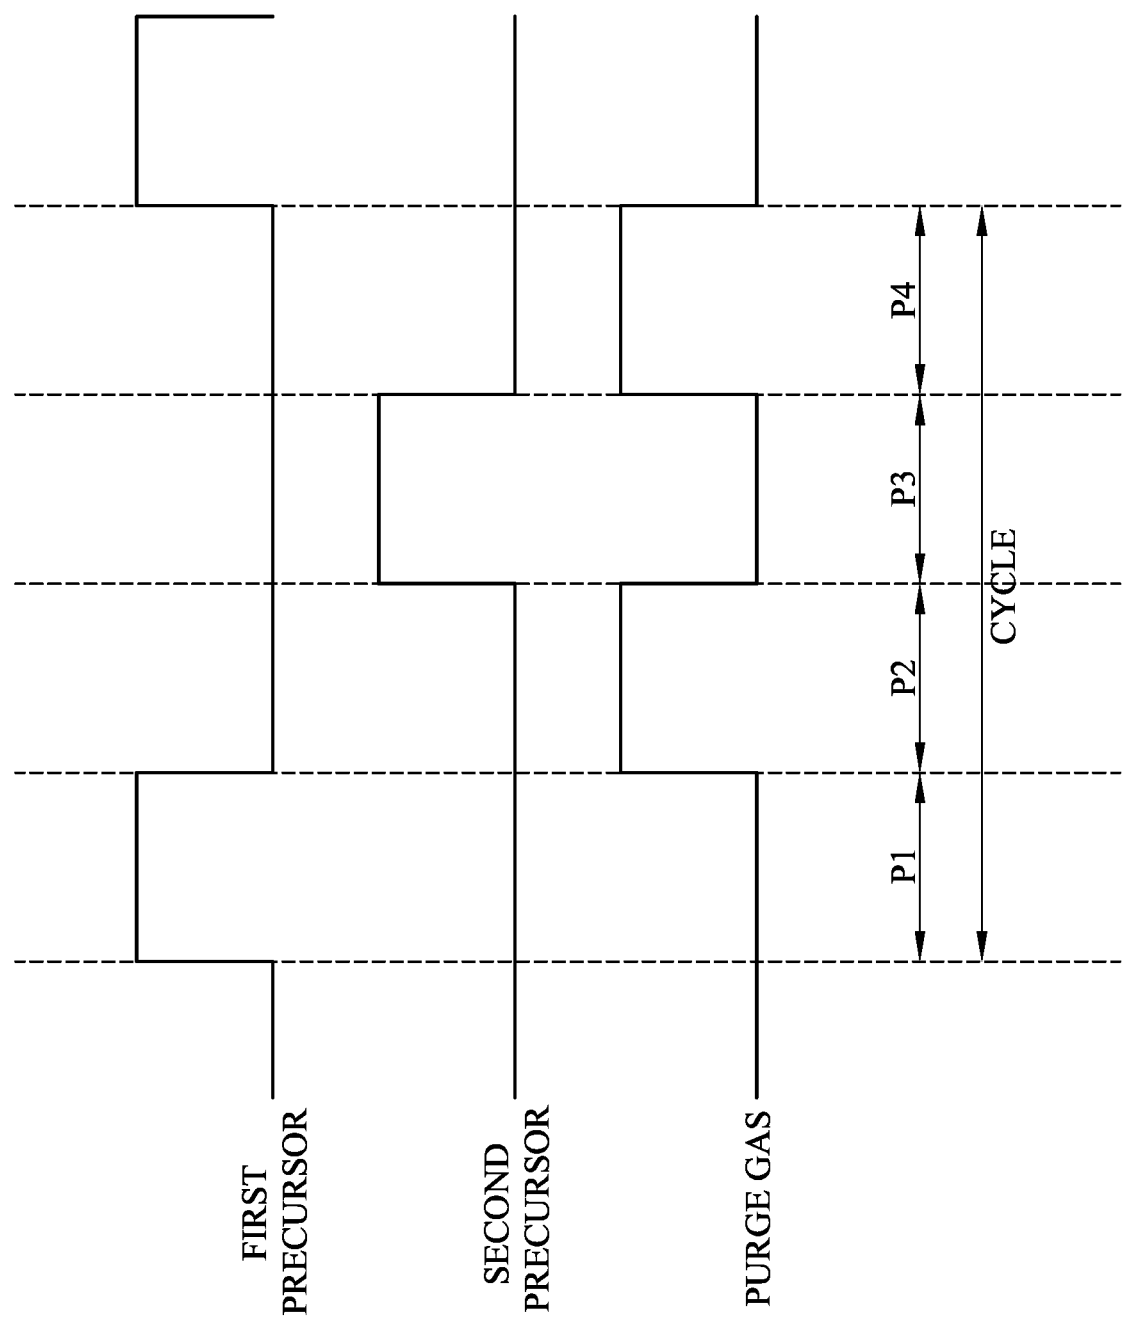 FIRST
PRECURSOR
SECOND
PRECURSOR
PURGE GAS
P1
P2
P3
P4
CYCLE